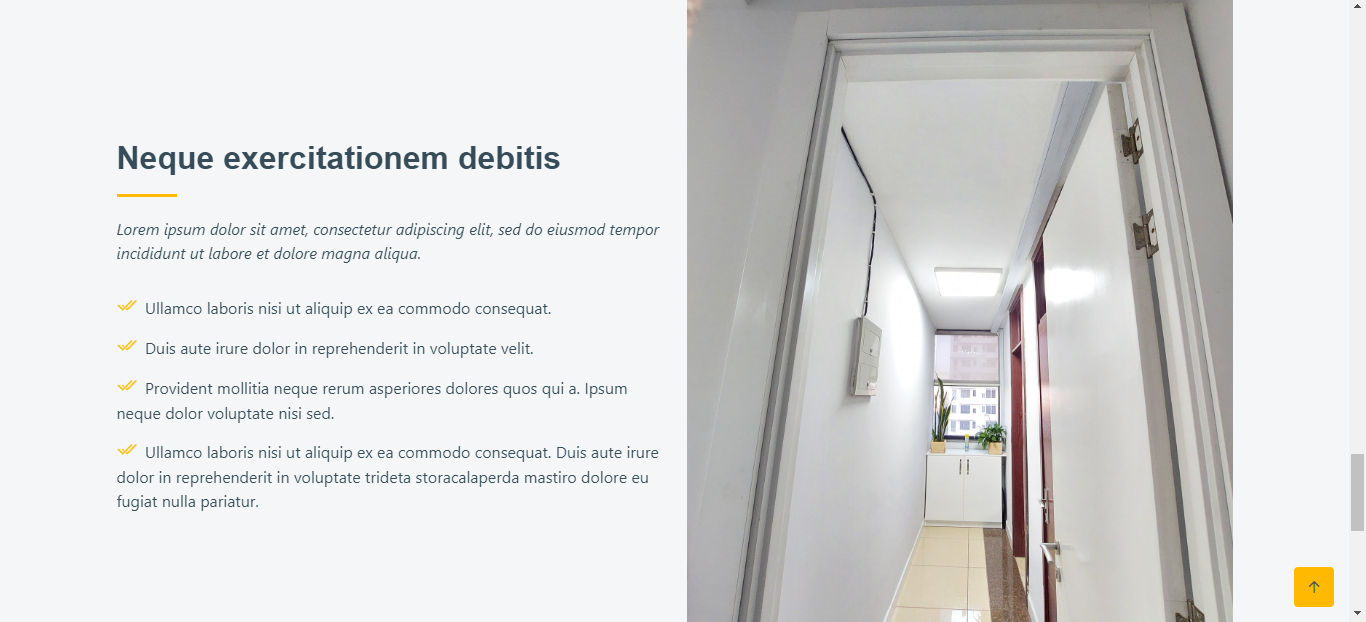 Neque exercitationem debitis
Lorem ipsum dolor sit amet, consectetur adipiscing elit, sed do eiusmod tempor
incididunt ut labore et dolore magna aliqua.
Ullamco laboris nisi ut aliquip ex ea commodo consequat.
Duis aute irure dolor in reprehenderit in voluptate velit.
Provident mollitia neque rerum asperiores dolores quos qui a. Ipsum
neque dolor voluptate nisi sed.
Ullamco laboris nisi ut aliquip ex ea commodo consequat. Duis aute irure
dolor in reprehenderit in voluptate trideta storacalaperda mastiro dolore eu
fugiat nulla pariatur.